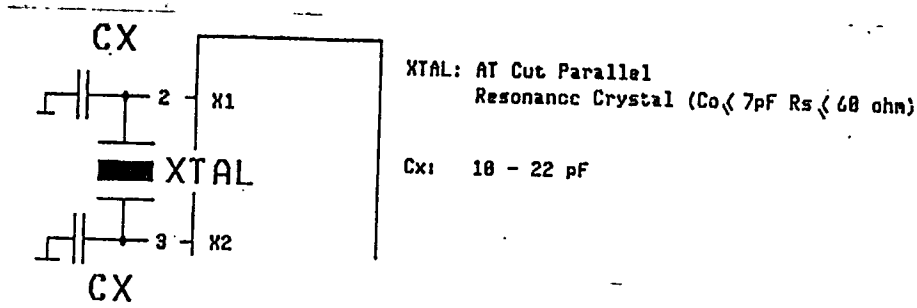 CX
XTAL: AT Cut Parallel
Resonance Crystal (Co≤ 7pF Rs≤ 60 ohm)
2
X1
XTAL
Cx: 10 - 22 pF
3
X2
CX